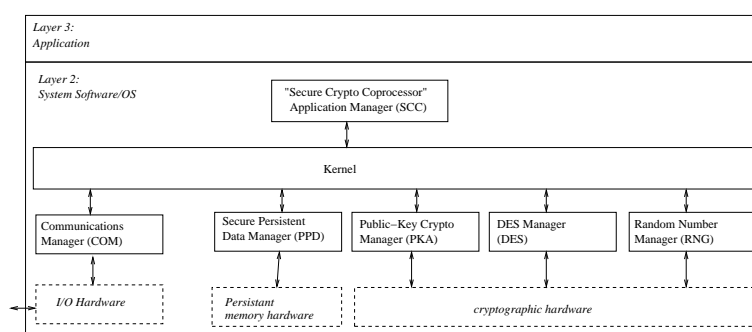 Layer 3:
Application
Layer 2:
System Software/OS
"Secure Crypto Coprocessor"
Application Manager (SCC)
Kernel
Communications
Manager (COM)
Secure Persistent
Data Manager (PPD)
Public−Key Crypto
Manager (PKA)
DES Manager
(DES)
Random Number
Manager (RNG)
I/O Hardware
Persistant
memory hardware
cryptographic hardware